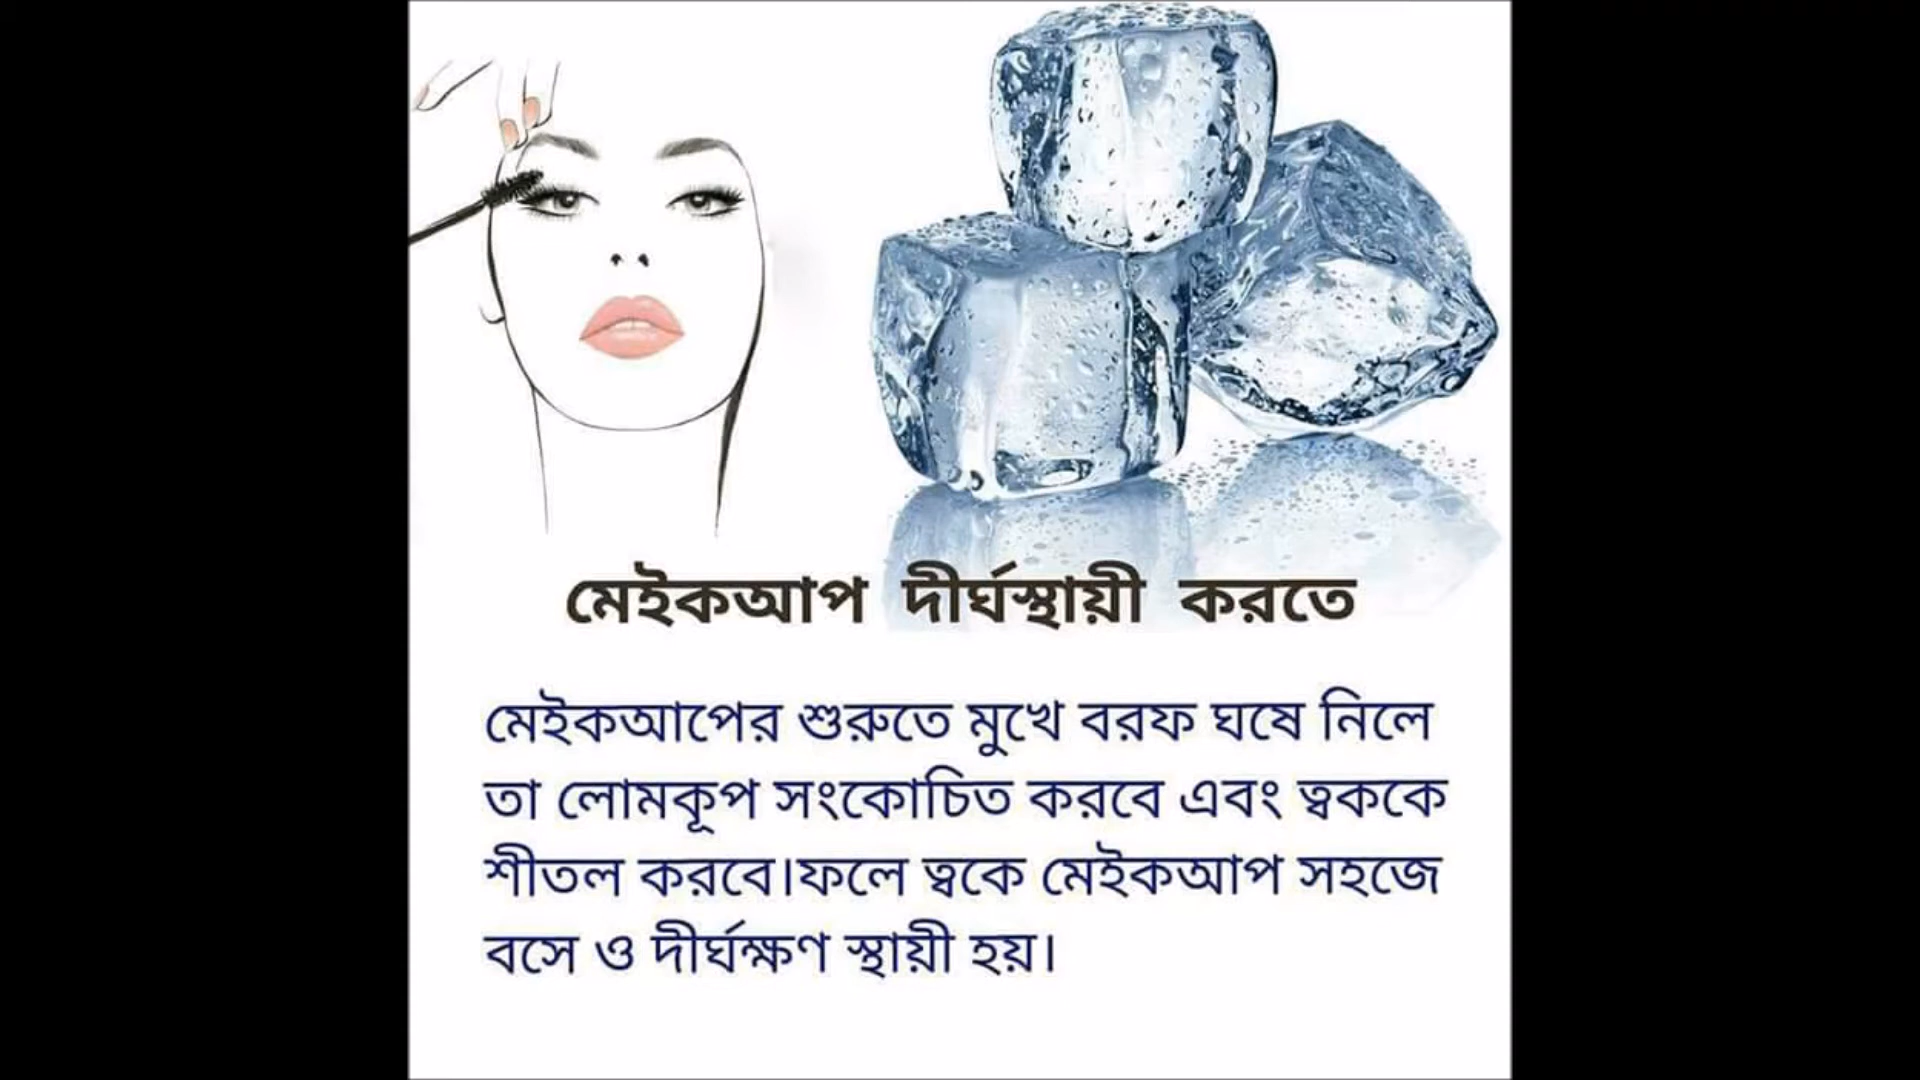 মেইকআপ দীর্ঘস্থায়ী করতে
মেইকআপের শুরুতে মুখে বরফ ঘষে নিলে
তা লোমকূপ সংকোচিত করবে এবং ত্বককে
শীতল করবে।ফলে ত্বকে মেইকআপ সহজে
বসে ও দীর্ঘক্ষণ স্থায়ী হয়।